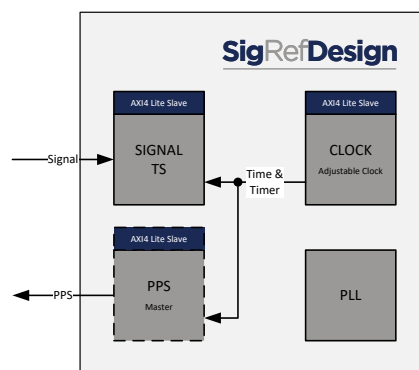 SigRefDesign
AXI4 Lite Slave
AXI4 Lite Slave
Signal
SIGNAL
TS
Time &
Timer
CLOCK
Adjustable Clock
AXI4 Lite Slave
PPS
PPS
Master
PLL